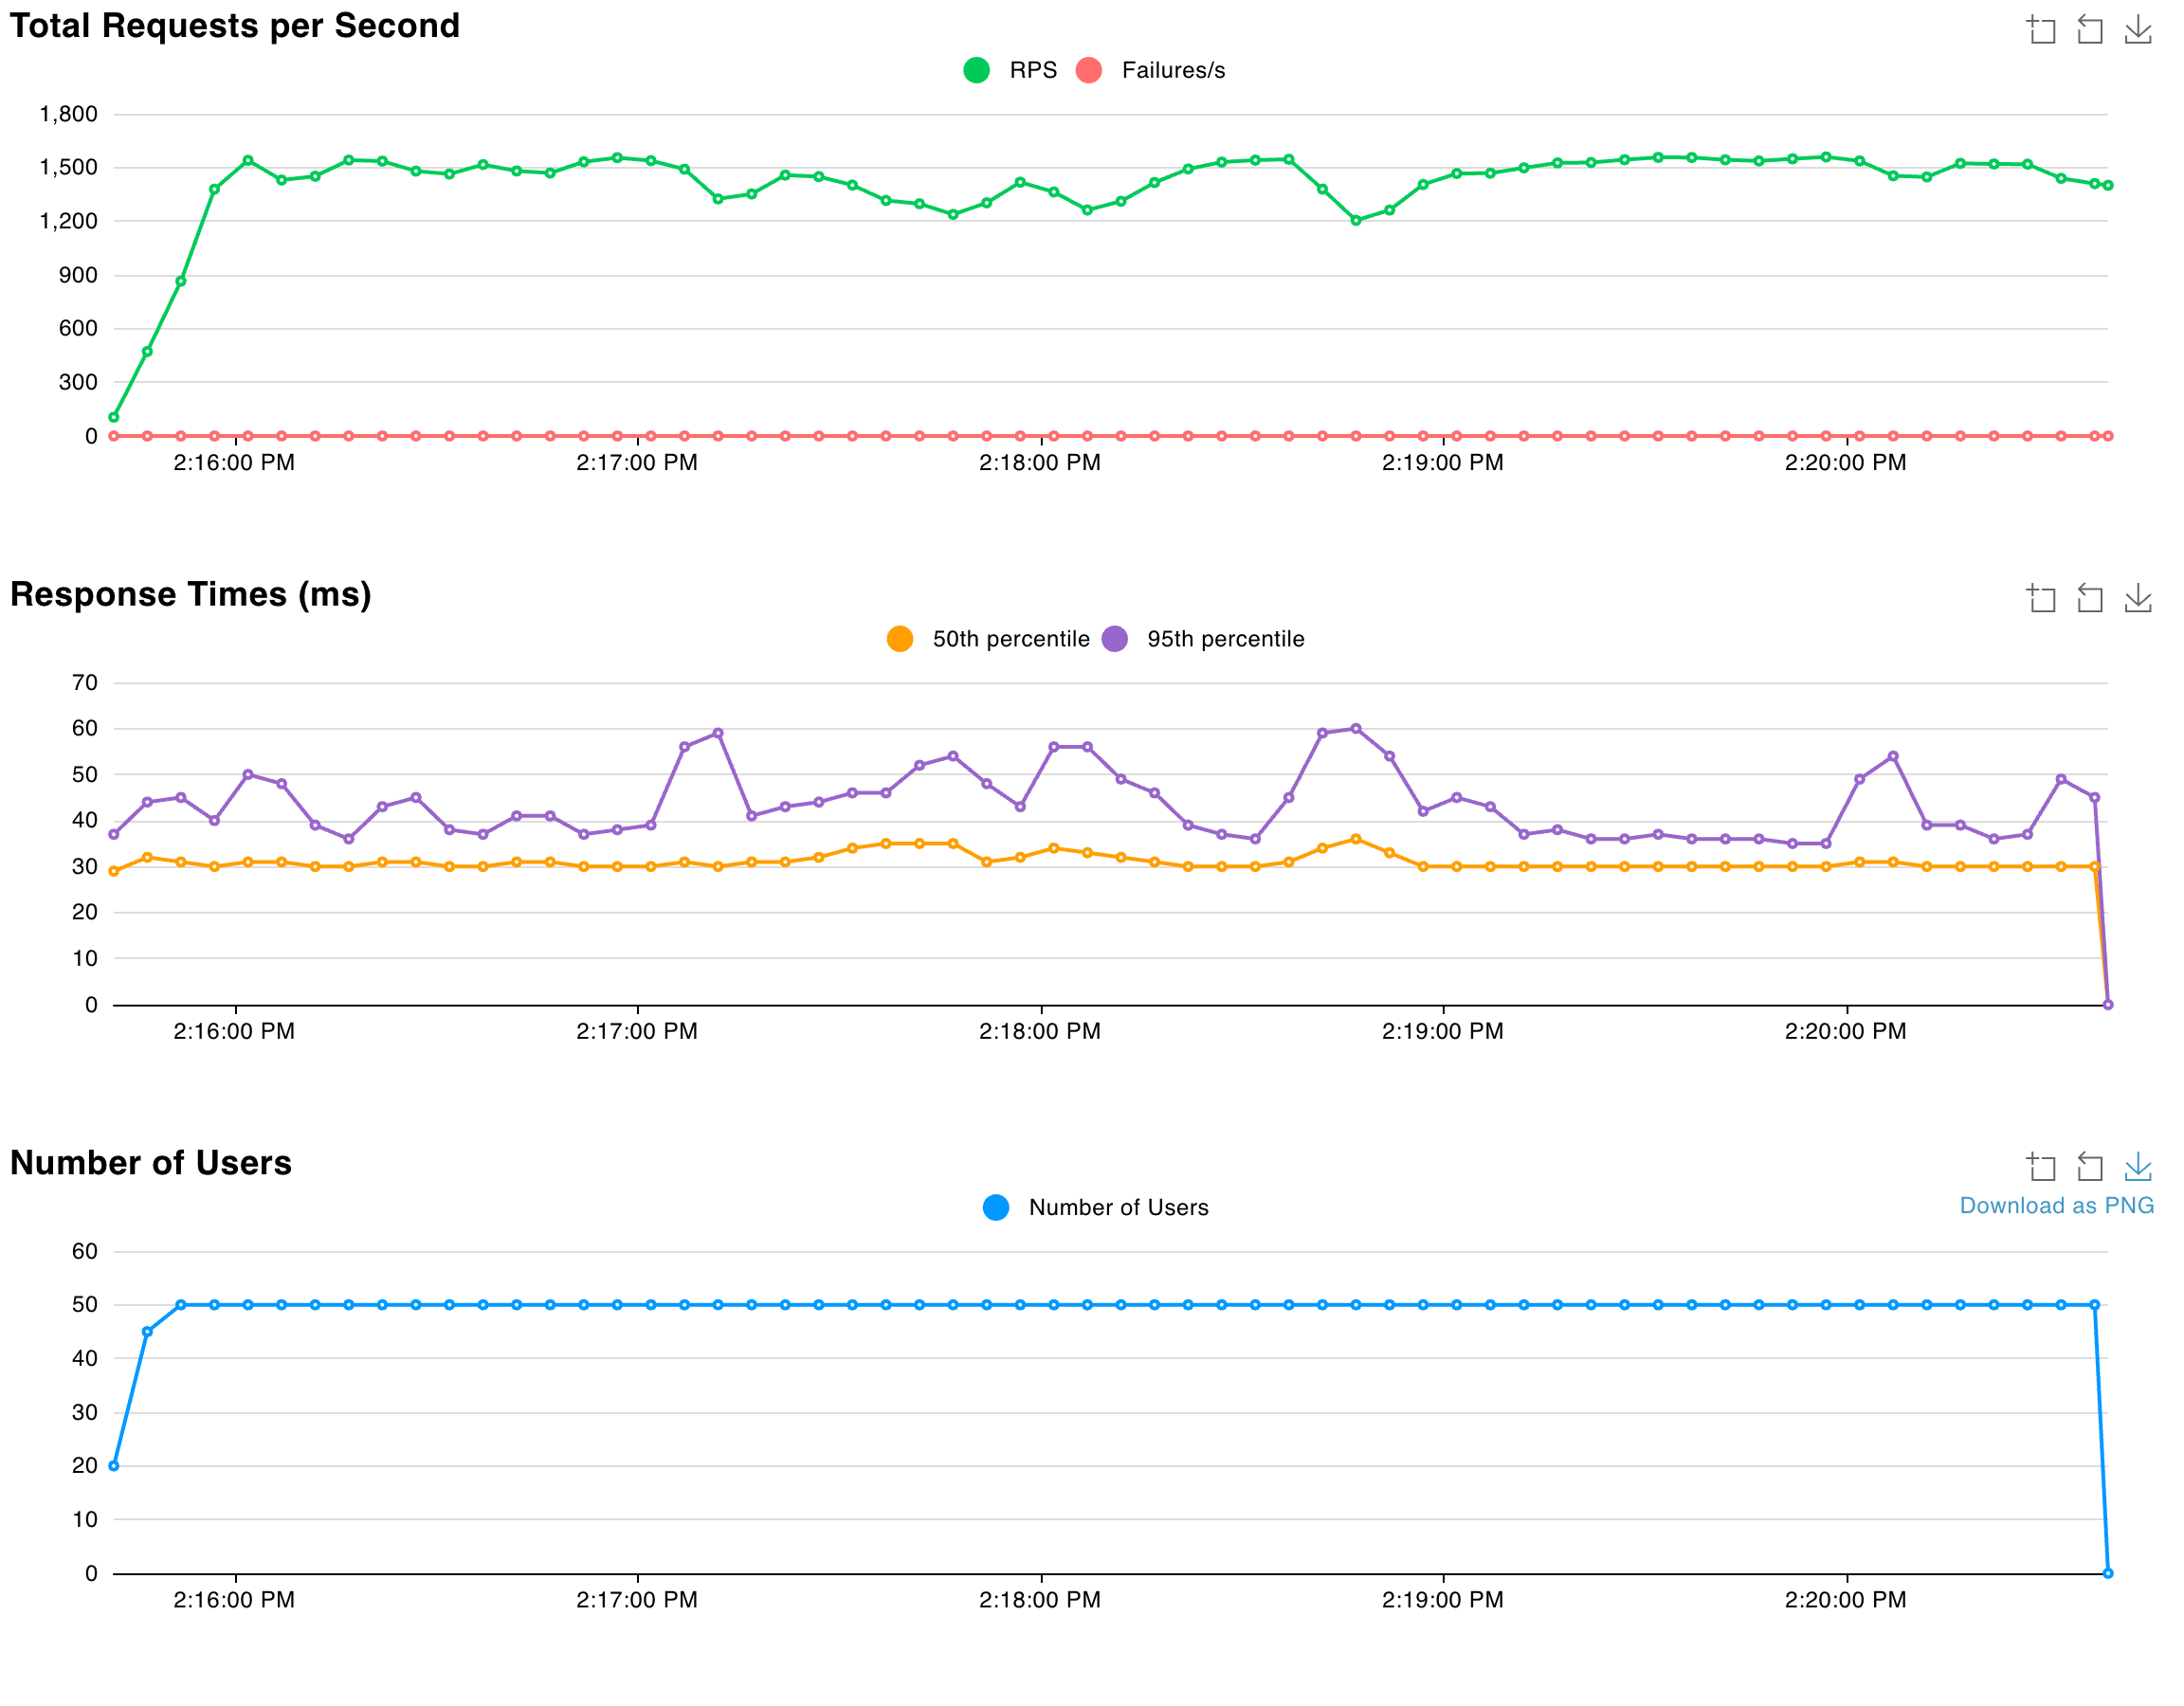 Total Requests per Second
RPS Failures/s
1,800
1,500
1,200
900
600
300
0
2:16:00 PM 2:17:00 PM 2:18:00 PM 2:19:00 PM 2:20:00 PM
Response Times (ms)
50th percentile 95th percentile
70
60
50
40
30
20
10
0
2:16:00 PM 2:17:00 PM 2:18:00 PM 2:19:00 PM 2:20:00 PM
Number of Users
Download as PNG
Number of Users
60
50
40
30
20
10
0
2:16:00 PM 2:17:00 PM 2:18:00 PM 2:19:00 PM 2:20:00 PM